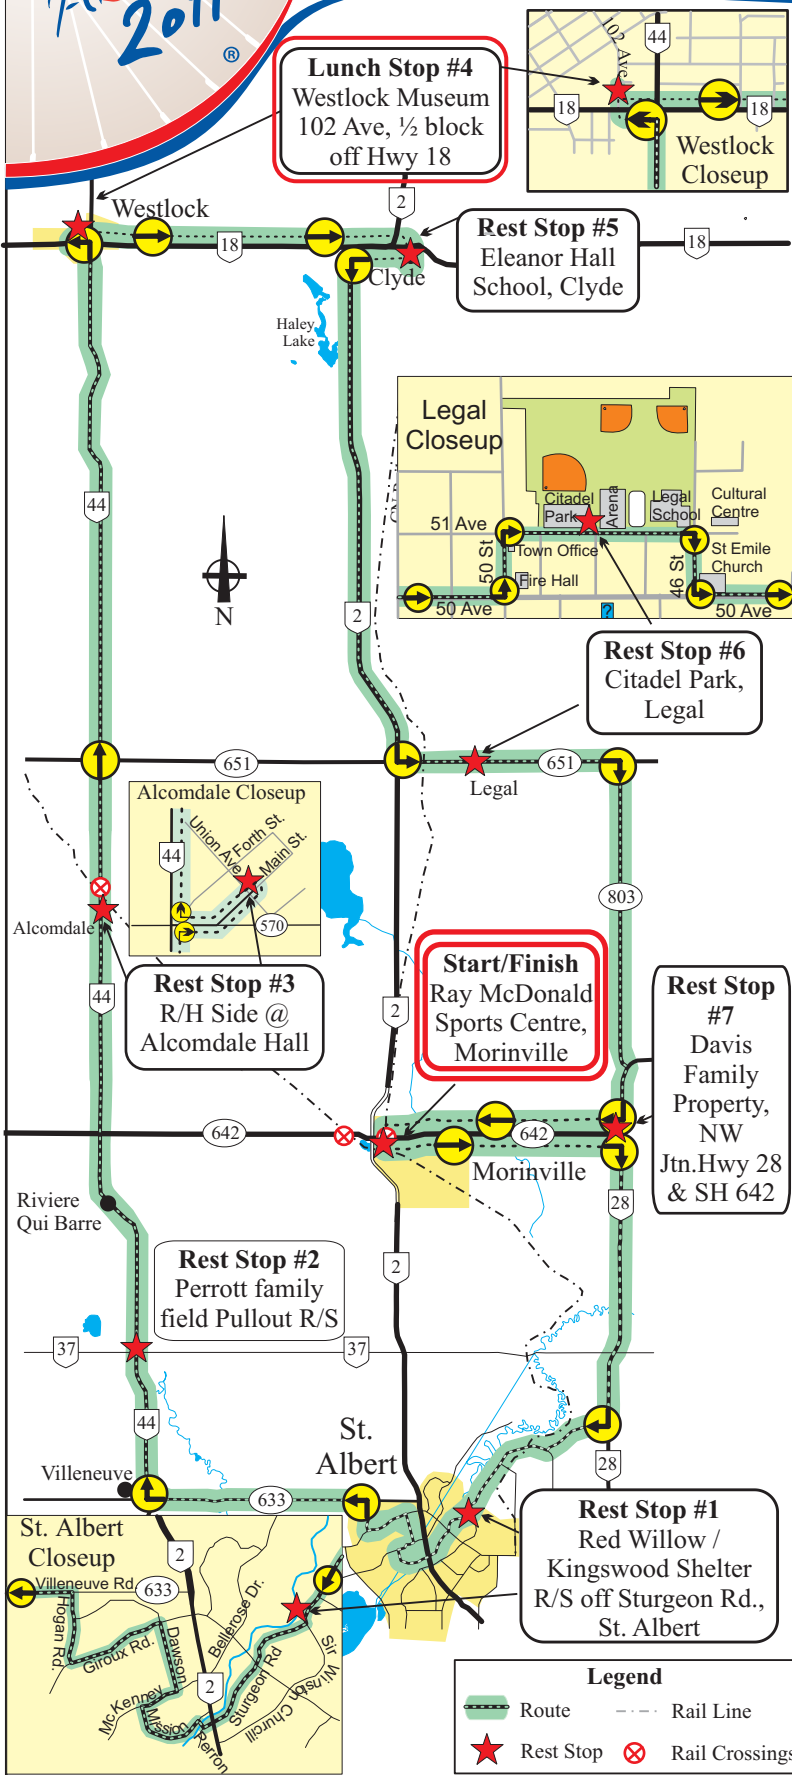 2011
®
Lunch Stop #4
Westlock Museum
102 Ave, ½ block
off Hwy 18
102 Ave
44
18
18
Westlock
Closeup
2
Westlock
18
Rest Stop #5
Eleanor Hall
School, Clyde
18
Clyde
Haley
Lake
Legal
Closeup
Citadel
Park
Arena
Legal
School
Cultural
Centre
51 Ave
50 St
Town Office
Fire Hall
46 St
St Emile
Church
50 Ave
?
50 Ave
44
N
2
Rest Stop #6
Citadel Park,
Legal
651
651
Legal
Alcomdale Closeup
Union Ave
Forth St.
Main St.
44
570
803
Alcomdale
Rest Stop #3
R/H Side @
Alcomdale Hall
44
2
Start/Finish
Ray McDonald
Sports Centre,
Morinville
Rest Stop
#7
Davis
Family
Property,
NW
Jtn.Hwy 28
& SH 642
642
642
Morinville
Riviere
Qui Barre
28
Rest Stop #2
Perrott family
field Pullout R/S
2
37
37
44
St.
Albert
28
Villeneuve
633
Rest Stop #1
Red Willow /
Kingswood Shelter
R/S off Sturgeon Rd.,
St. Albert
St. Albert
Closeup
2
Villeneuve Rd.
633
Hogan Rd.
Giroux Rd.
Dawson
Bellerose Dr.
McKenney
Mission
2
Perron
Sturgeon Rd
Sir Winston Churcill
Legend
Route
Rail Line
Rest Stop
Rail Crossings